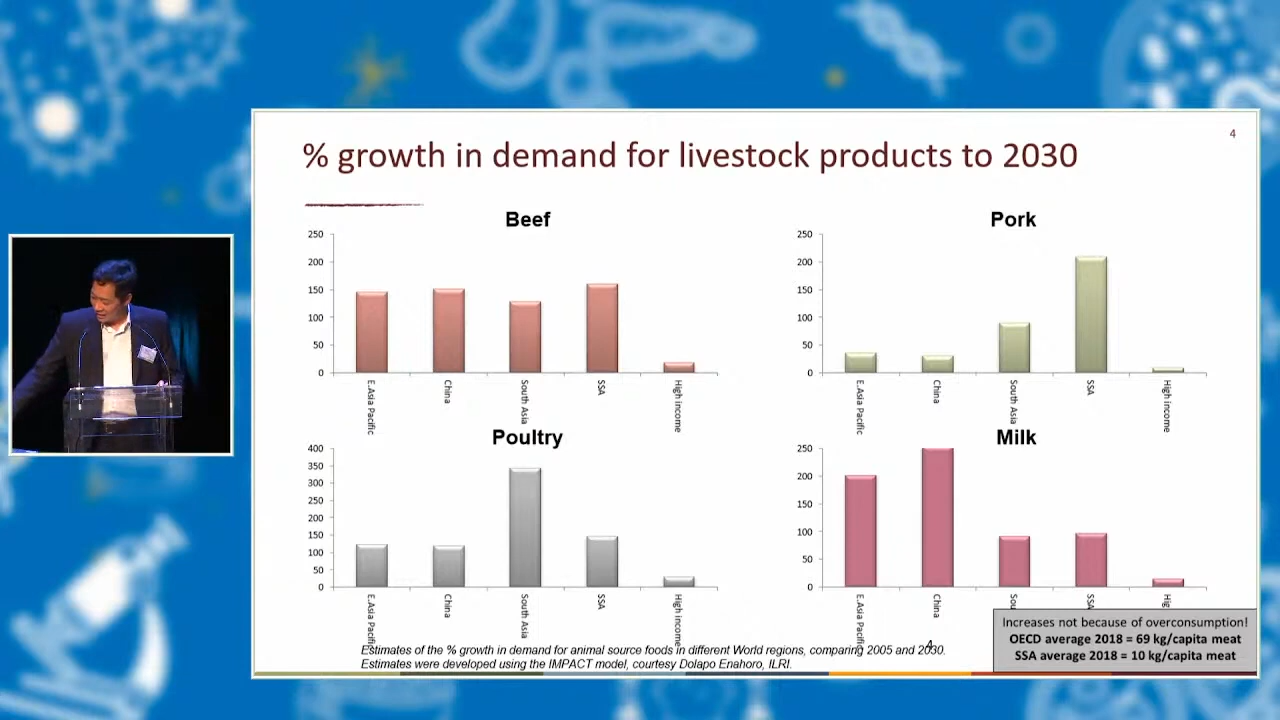 4
% growth in demand for livestock products to 2030
Beef
250
200
150
100
50
0
E.Asia Pacific
China
South Asia
SSA
High income
Pork
250
200
150
100
50
0
E.Asia Pacific
China
South Asia
SSA
High income
Poultry
400
350
300
250
200
150
100
50
0
E.Asia Pacific
China
South Asia
SSA
High income
Milk
250
200
150
100
50
0
E.Asia Pacific
China
Sou
SSA
Hig
Increases not because of overconsumption!
OECD average 2018 = 69 kg/capita meat
SSA average 2018 = 10 kg/capita meat
4
Estimates of the % growth in demand for animal source foods in different World regions, comparing 2005 and 2030.
Estimates were developed using the IMPACT model, courtesy Dolapo Enahoro, ILRI.